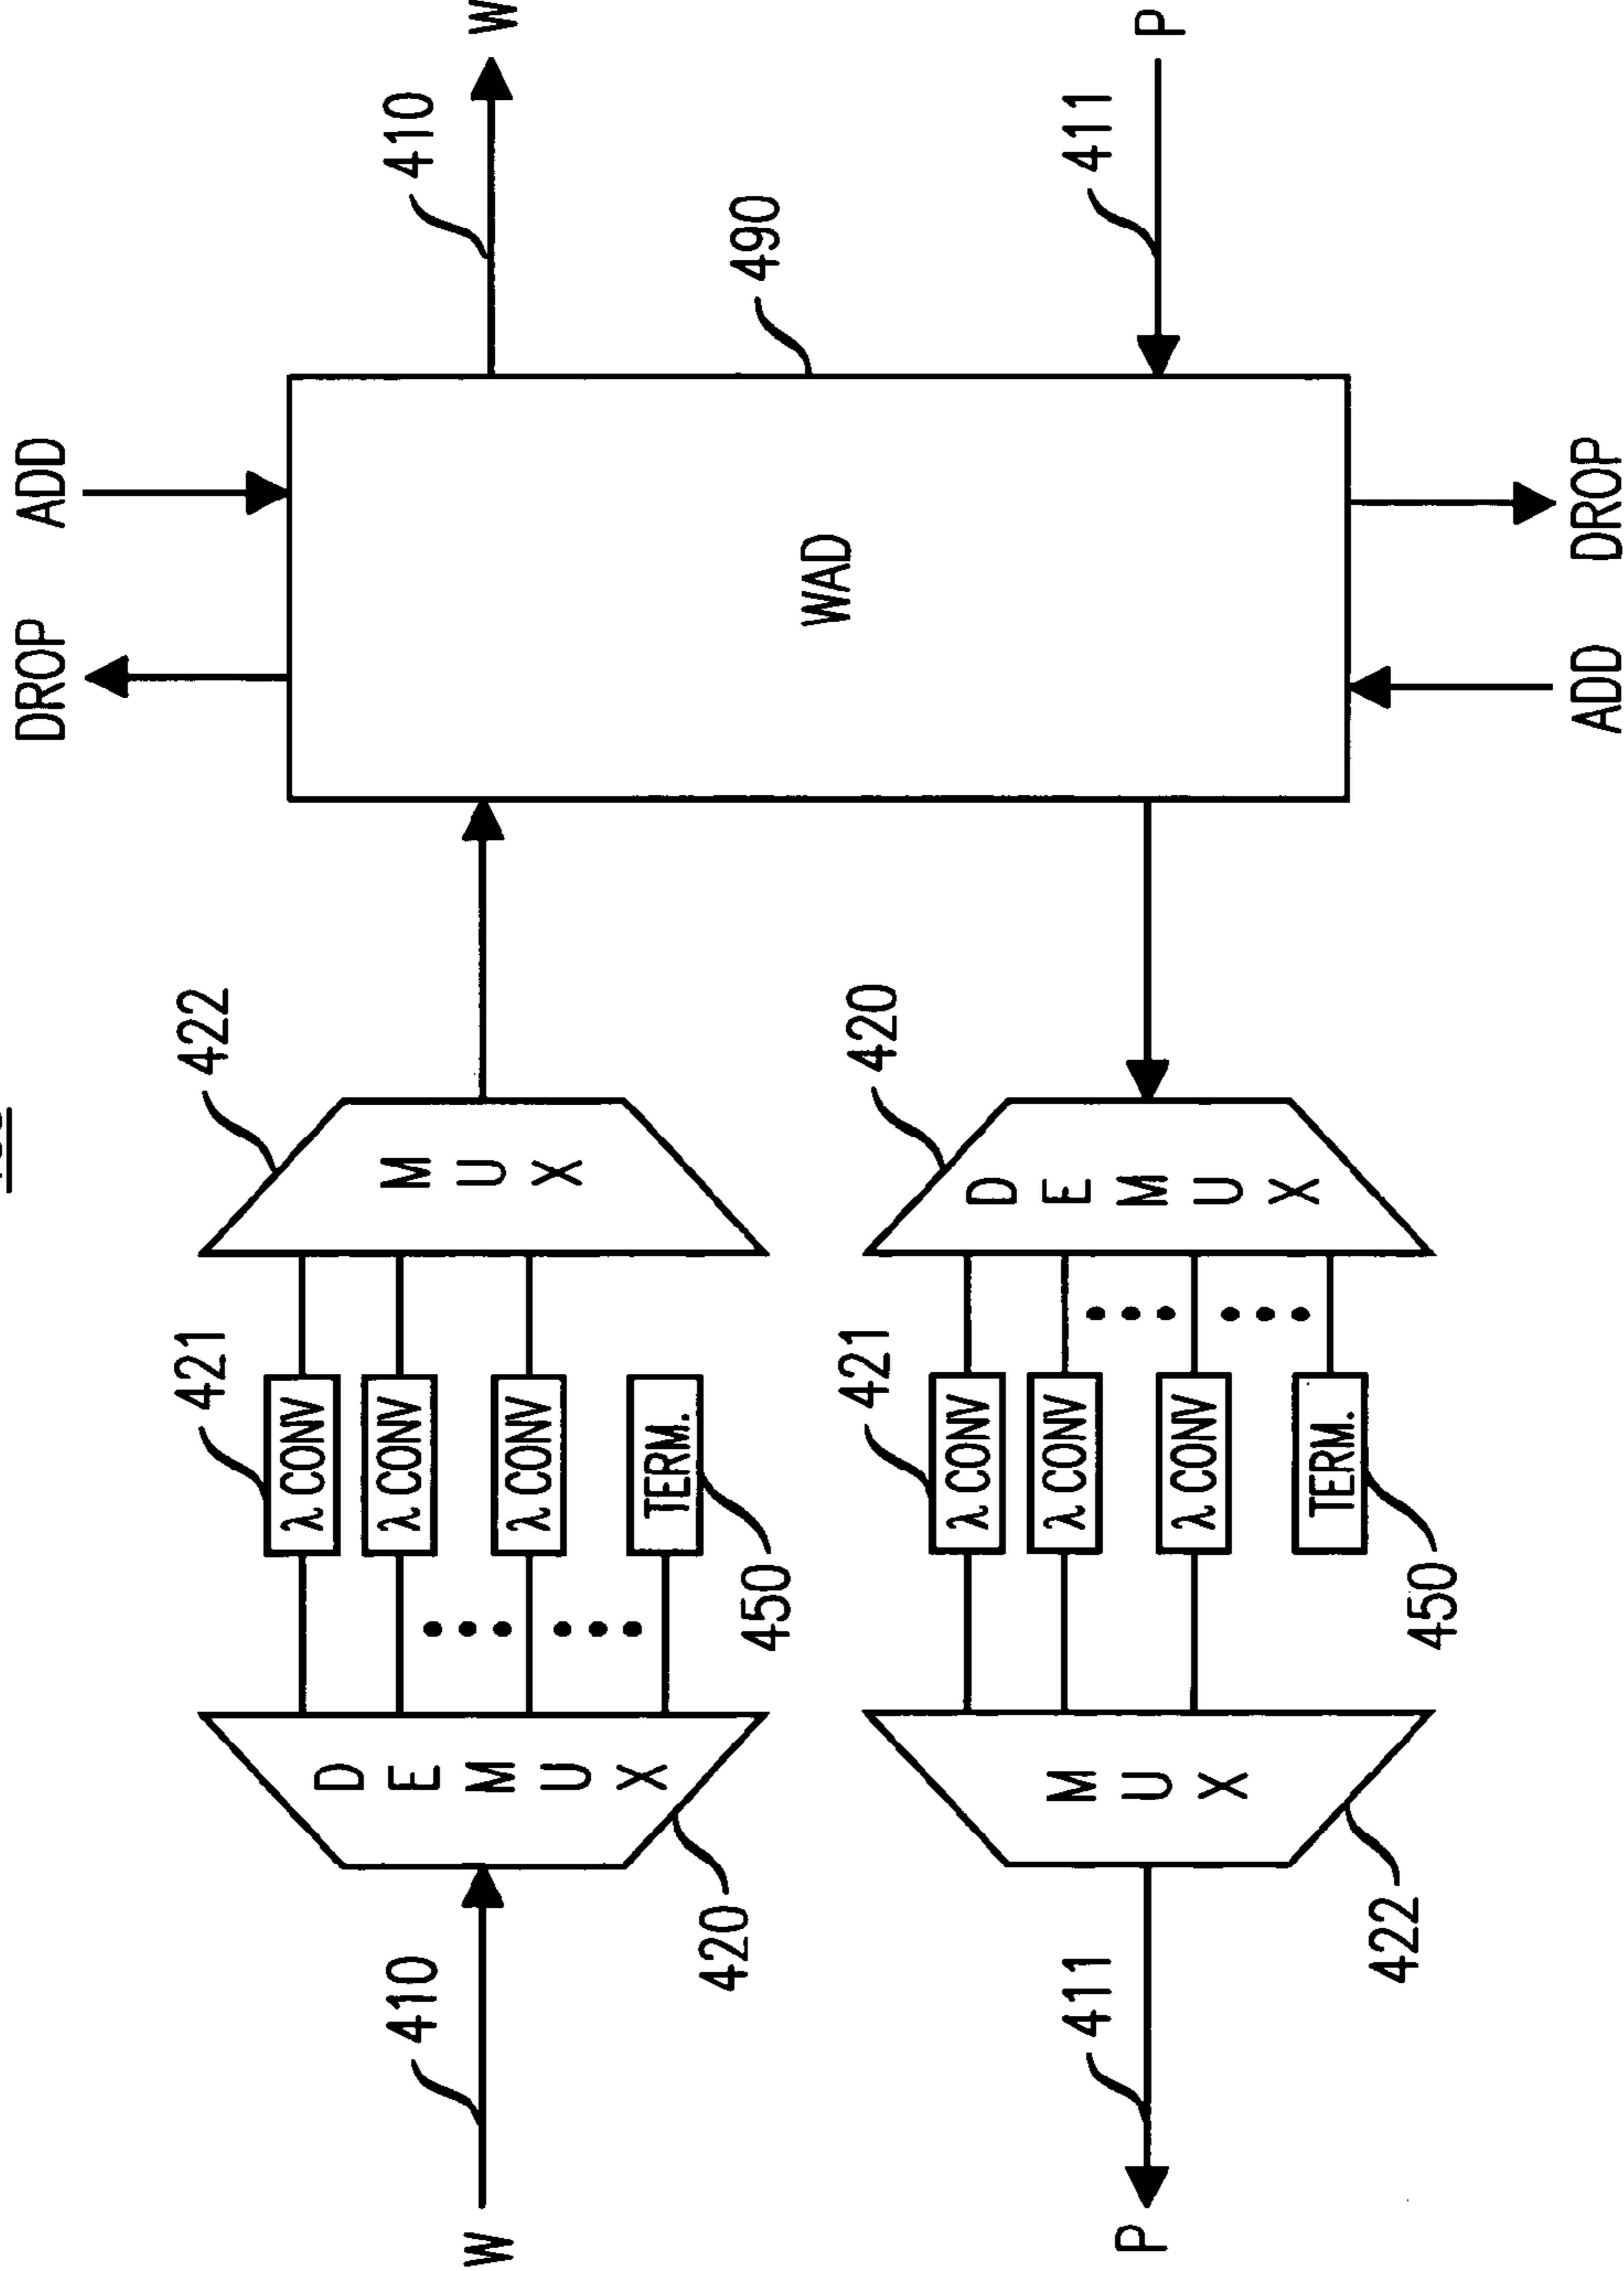 DROP
ADD
421
422
λ CONV
410
λ CONV
410
W
DEMUX
λ CONV
MUX
W
TERM.
420
450
490
WAD
421
420
λ CONV
411
λ CONV
411
P
MUX
λ CONV
DEMUX
P
TERM.
422
450
ADD
DROP